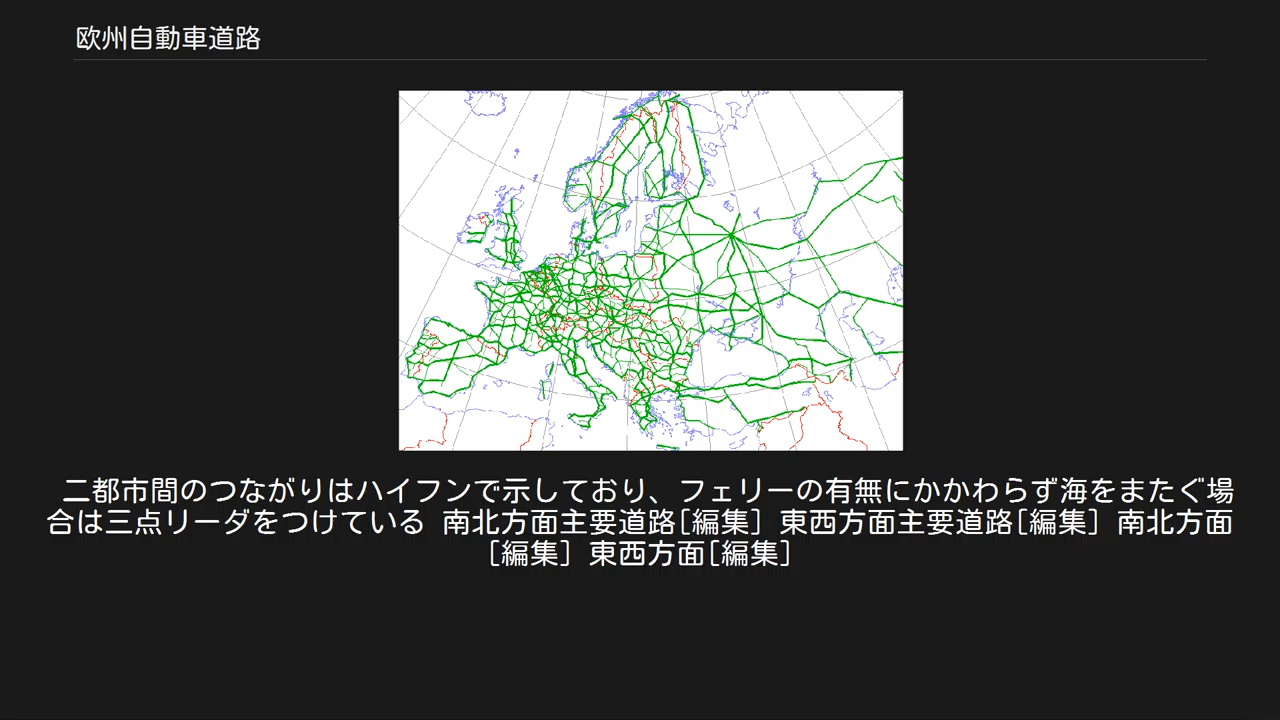 欧州自動車道路
二都市間のつながりはハイフンで示しており、フェリーの有無にかかわらず海をまたぐ場
合は三点リーダをつけている 南北方面主要道路[編集] 東西方面主要道路[編集] 南北方面
[編集] 東西方面[編集]